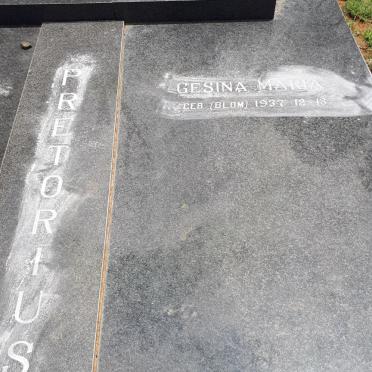 PRETORIUS
GESINA MARIA
GEB (BLOM) 1937-12-13